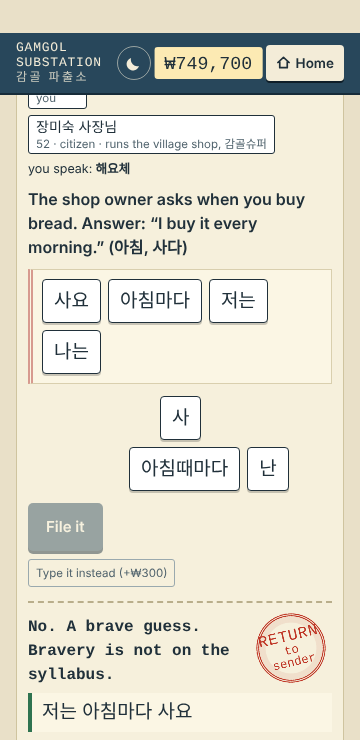 GAMGOL
SUBSTATION
감골 파출소
₩749,700
Home
you
장미숙 사장님
52 · citizen · runs the village shop, 감골슈퍼
you speak: 해요체
The shop owner asks when you buy
bread. Answer: “I buy it every
morning.” (아침, 사다)
사요 아침마다 저는
나는
사
아침때마다 난
File it
Type it instead (+₩300)
No. A brave guess.
Bravery is not on the
syllabus.
RETURN
to
sender
저는 아침마다 사요